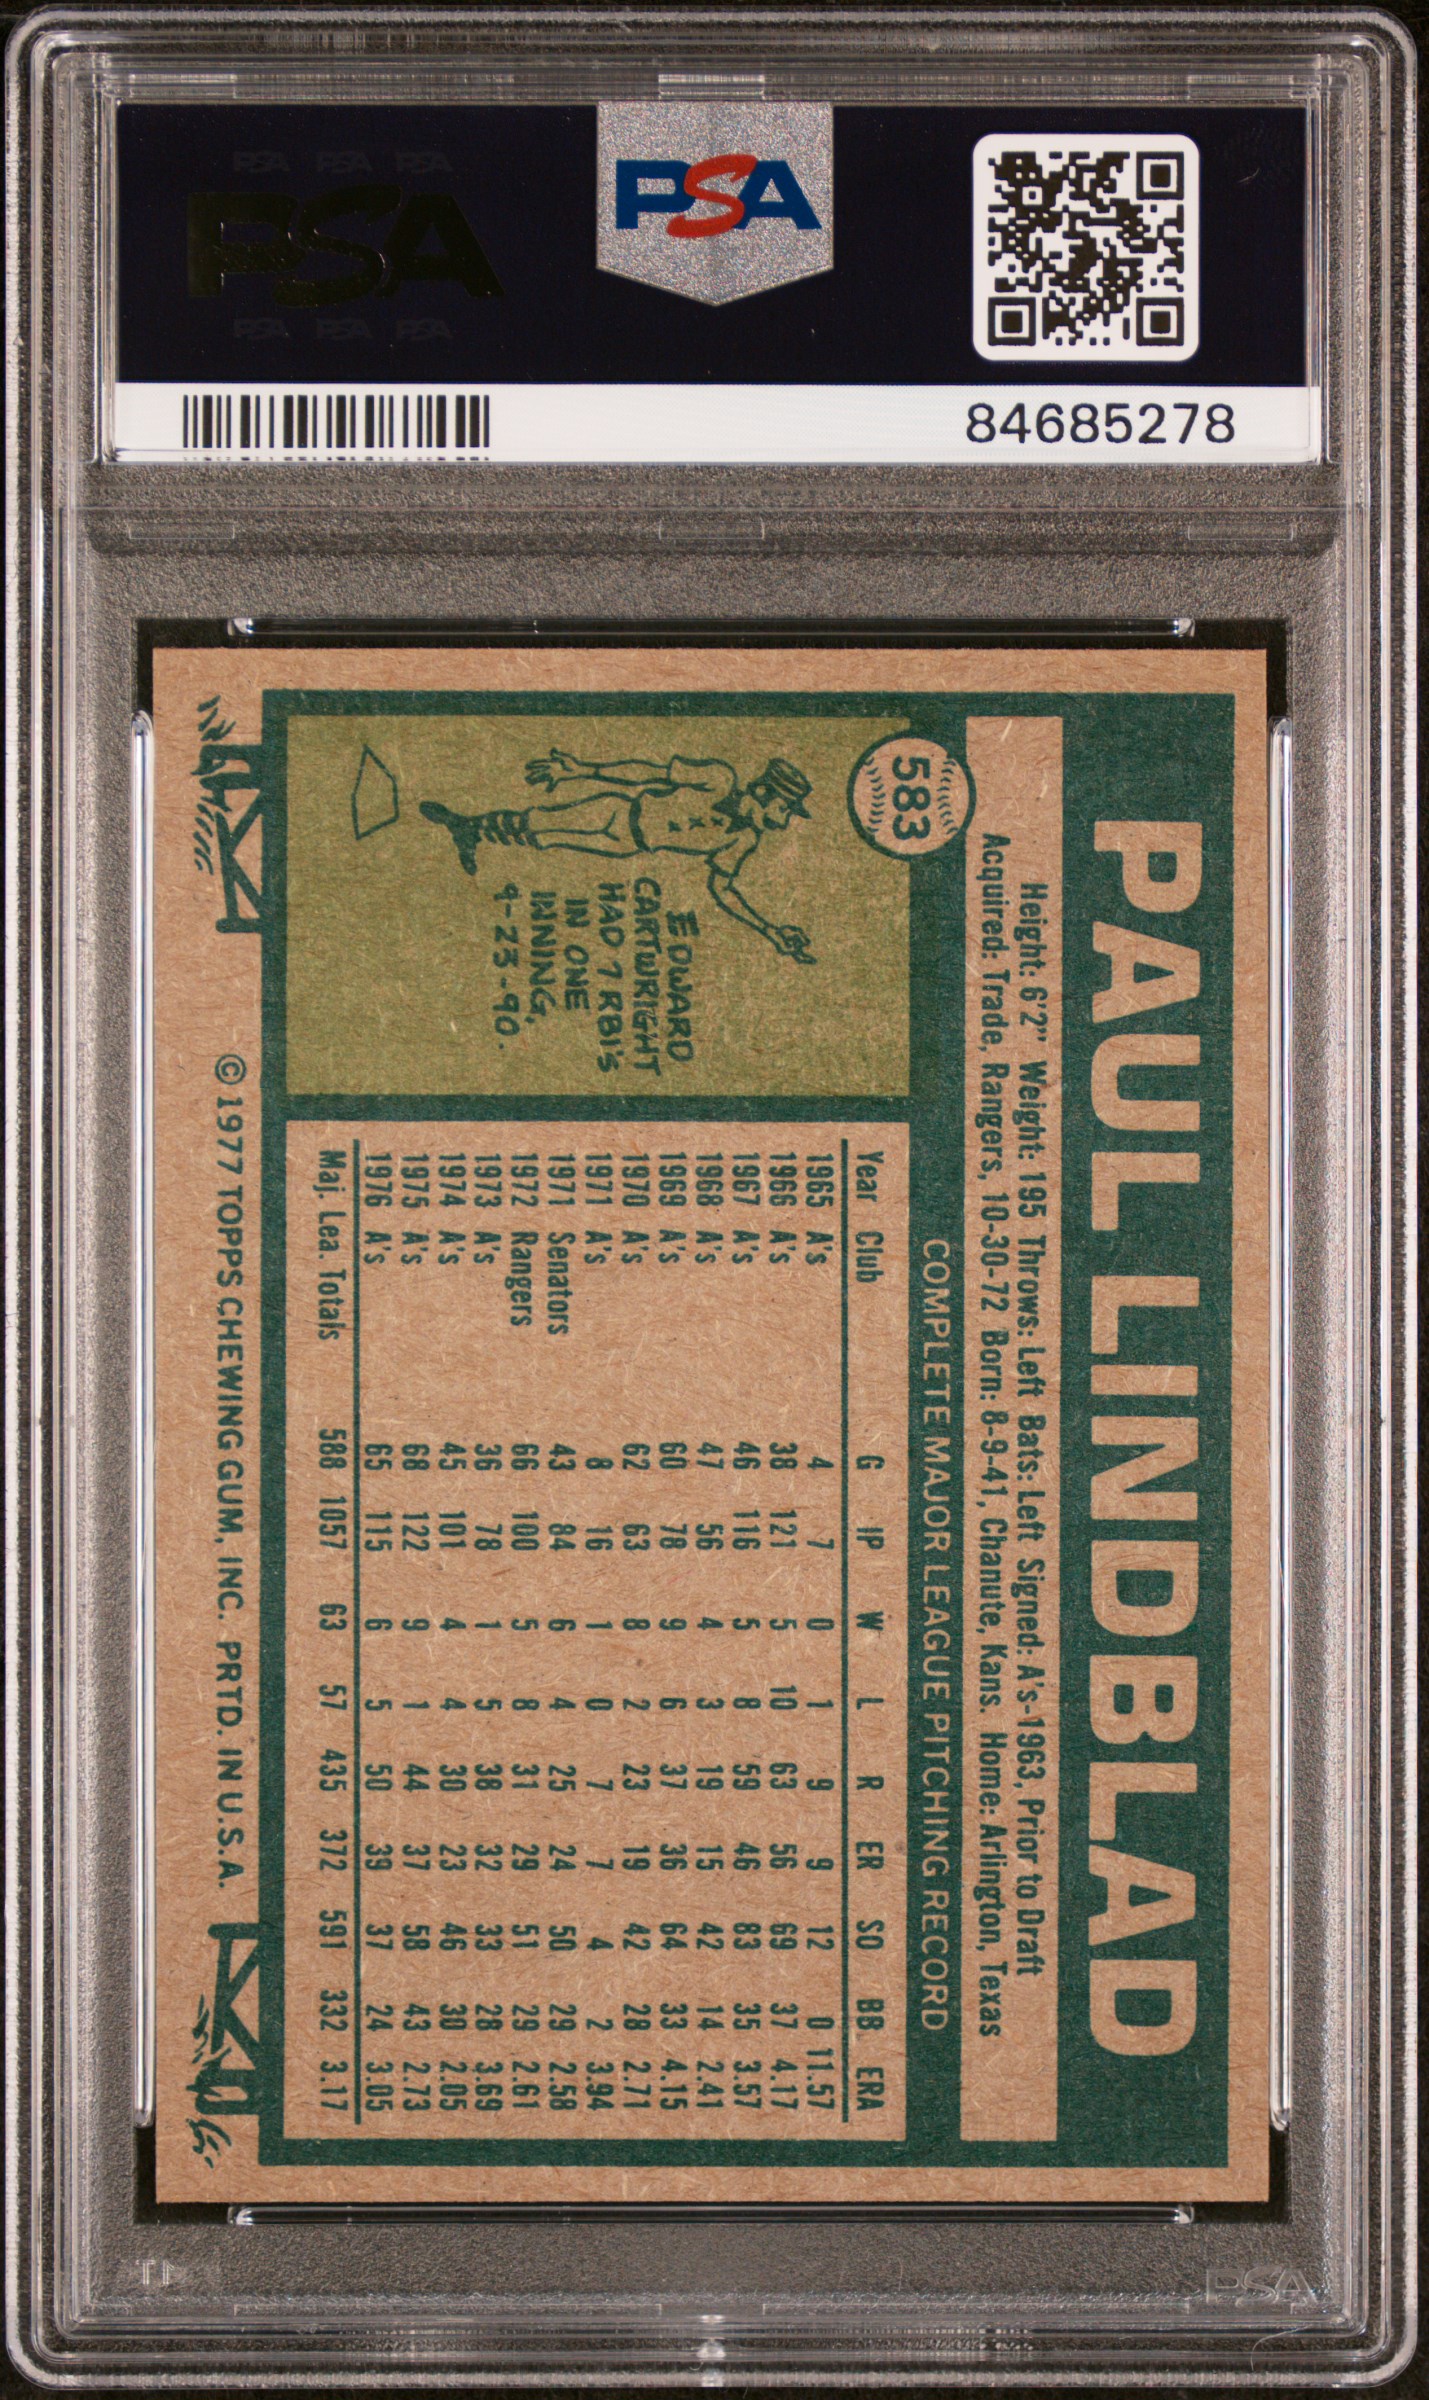 PSA PSA PSA
PSA
PSA PSA PSA
PSA
84685278
PAUL LINDBLAD
Height: 6'2" Weight: 195 Throws: Left Bats: Left Signed: A's-1963, Prior to Draft
Acquired: Trade, Rangers, 10-30-72 Born: 8-9-41, Chanute, Kans. Home: Arlington, Texas
583
COMPLETE MAJOR LEAGUE PITCHING RECORD
EDWARD
CARTWRIGHT
HAD 7 RBI'S
IN ONE
INNING,
9-23-90.
Year Club G IP W L R ER SO BB ERA
1965 A's 4 7 0 1 9 9 12 0 11.57
1966 A's 38 121 5 10 63 56 69 37 4.17
1967 A's 46 116 5 8 59 46 83 35 3.57
1968 A's 47 56 4 3 19 15 42 14 2.41
1969 A's 60 78 9 6 37 36 64 33 4.15
1970 A's 62 63 8 2 23 19 42 28 2.71
1971 A's 8 16 1 0 7 7 4 2 3.94
1971 Senators 43 84 6 4 25 24 50 29 2.58
1972 Rangers 66 100 5 8 31 29 51 29 2.61
1973 A's 36 78 1 5 38 32 33 28 3.69
1974 A's 45 101 4 4 30 23 46 30 2.05
1975 A's 68 122 9 1 44 37 58 43 2.73
1976 A's 65 115 6 5 50 39 37 24 3.05
Maj. Lea. Totals 588 1057 63 57 435 372 591 332 3.17
© 1977 TOPPS CHEWING GUM, INC. PRTD. IN U.S.A.
PSA